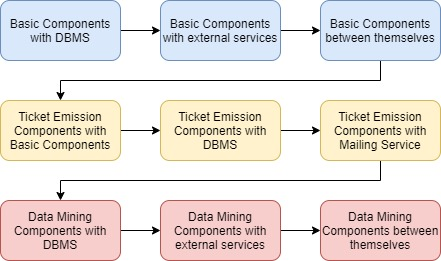 Basic Components
with DBMS
Basic Components
with external services
Basic Components
between themselves
Ticket Emission
Components with
Basic Components
Ticket Emission
Components with
DBMS
Ticket Emission
Components with
Mailing Service
Data Mining
Components with
DBMS
Data Mining
Components with
external services
Data Mining
Components between
themselves